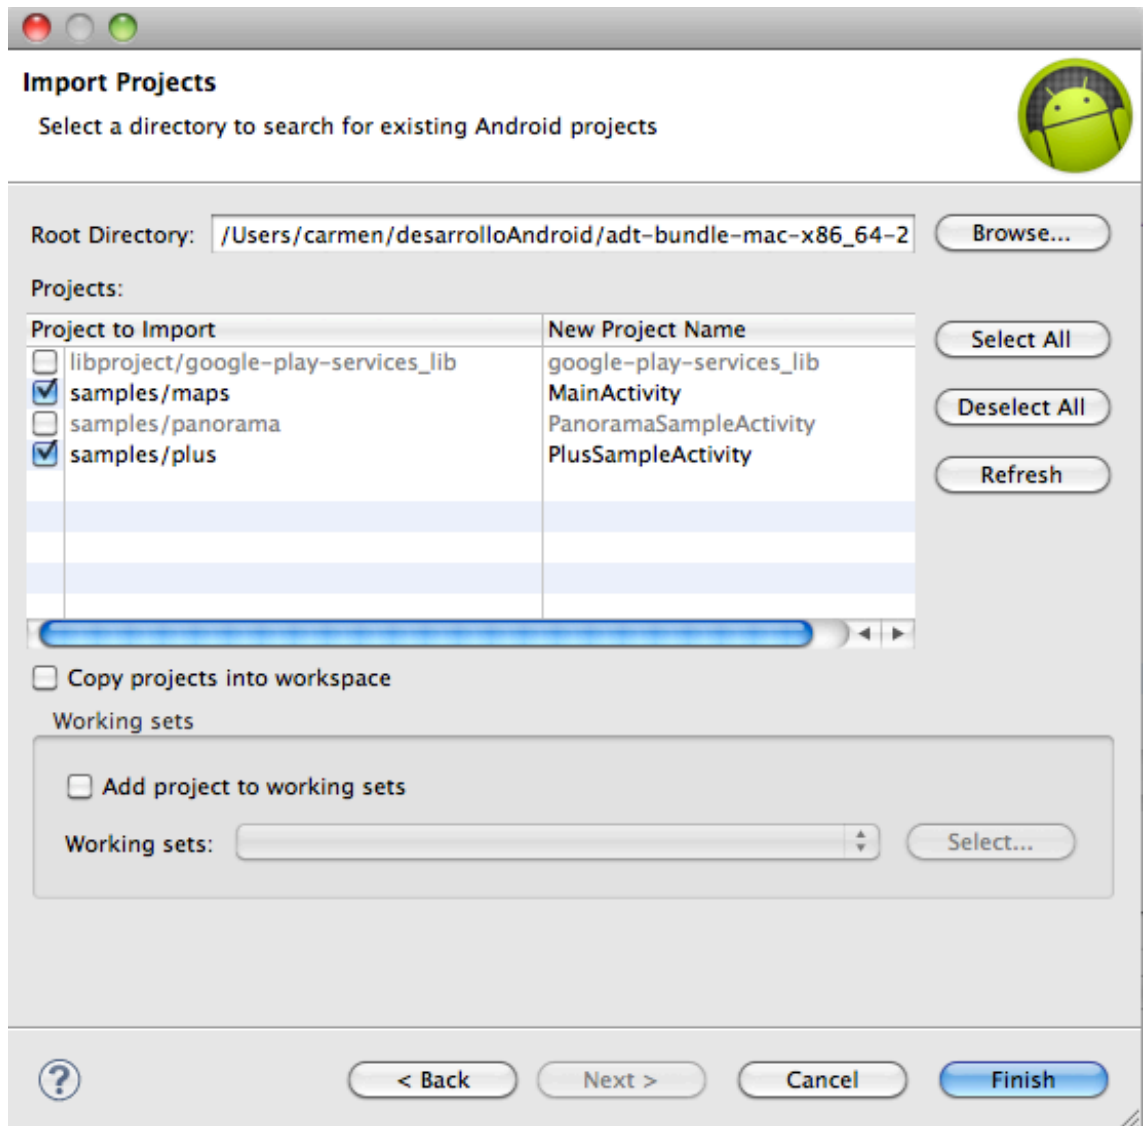 Import Projects
Select a directory to search for existing Android projects
Root Directory: /Users/carmen/desarrolloAndroid/adt-bundle-mac-x86_64-2 Browse...
Projects:
Project to Import New Project Name
Select All
libproject/google-play-services_lib google-play-services_lib
samples/maps MainActivity
Deselect All
samples/panorama PanoramaSampleActivity
samples/plus PlusSampleActivity
Refresh
Copy projects into workspace
Working sets
Add project to working sets
Working sets: Select...
? < Back Next > Cancel Finish